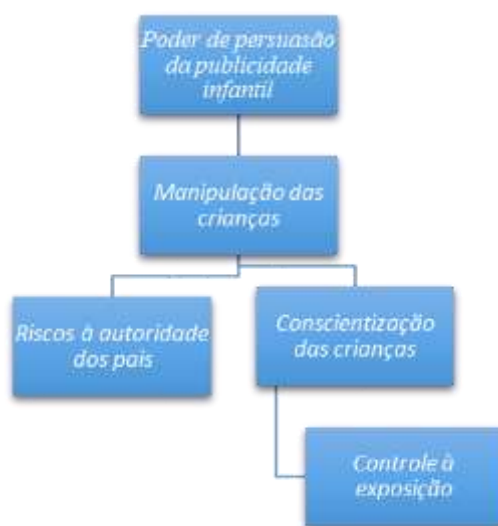 Poder de persuasão
da publicidade
infantil
Manipulação das
crianças
Riscos à autoridade
dos pais
Conscientização
das crianças
Controle à
exposição